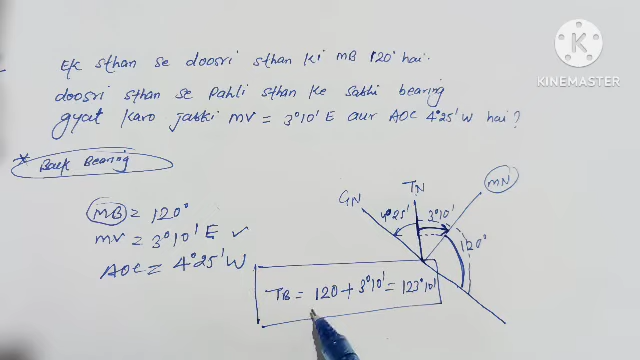 Ek sthan se doosri sthan ki MB 120° hai.
doosri sthan se Pahli sthan ke sabhi bearing
gyat karo jabki MV = 3°10' E aur AOC 4°25' W hai?
* Back Bearing
MB = 120°
MV = 3°10' E ✓
AOC = 4°25' W
TB = 120 + 3°10' = 123°10'
GN
TN
MN
4°25'
3°10'
120°
K
KINEMASTER